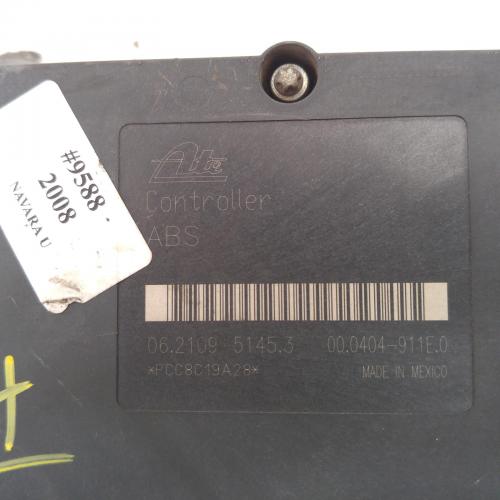 #9588 -
2008
NAVARA U
Ate
Controller
ABS
06.2109 5145.3 00.0404-911E.0
*PCC8C19A28* MADE IN MEXICO